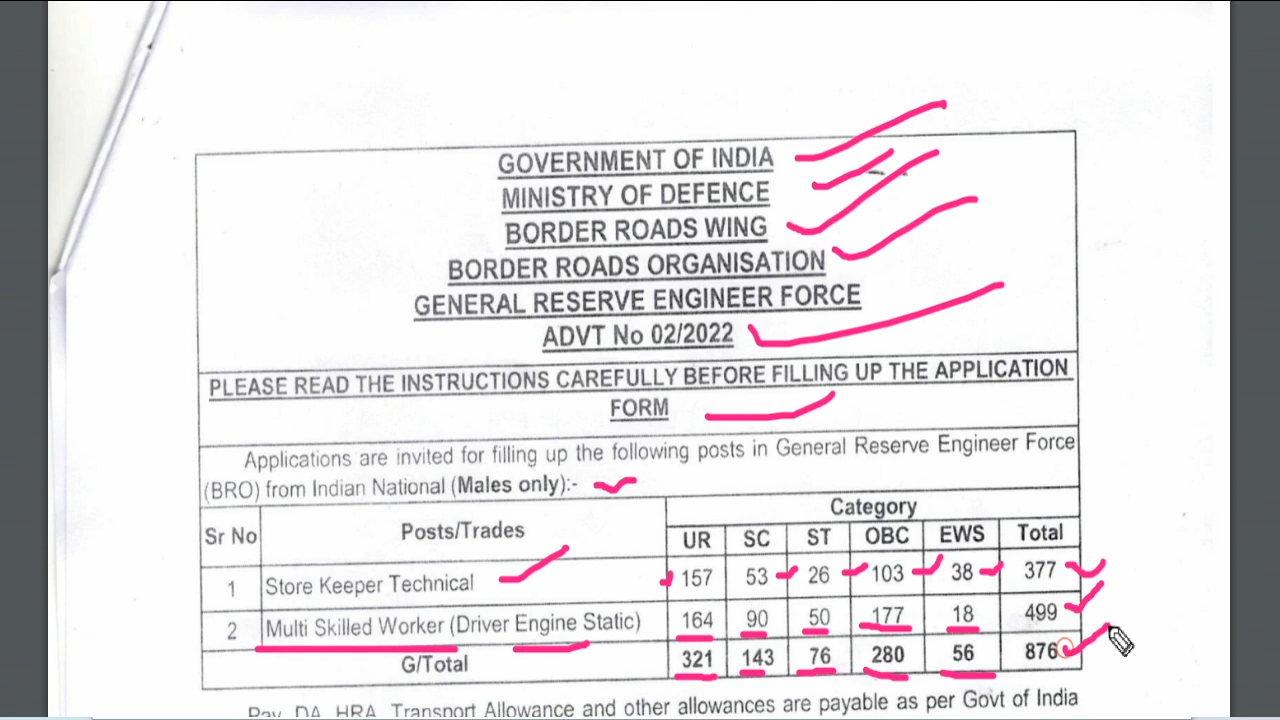 GOVERNMENT OF INDIA
MINISTRY OF DEFENCE
BORDER ROADS WING
BORDER ROADS ORGANISATION
GENERAL RESERVE ENGINEER FORCE
ADVT No 02/2022
PLEASE READ THE INSTRUCTIONS CAREFULLY BEFORE FILLING UP THE APPLICATION
FORM
Applications are invited for filling up the following posts in General Reserve Engineer Force
(BRO) from Indian National (Males only):-
Sr No Posts/Trades Category
UR SC ST OBC EWS Total
1 Store Keeper Technical 157 53 26 103 38 377
2 Multi Skilled Worker (Driver Engine Static) 164 90 50 177 18 499
G/Total 321 143 76 280 56 876
Pay, DA, HRA, Transport Allowance and other allowances are payable as per Govt of India